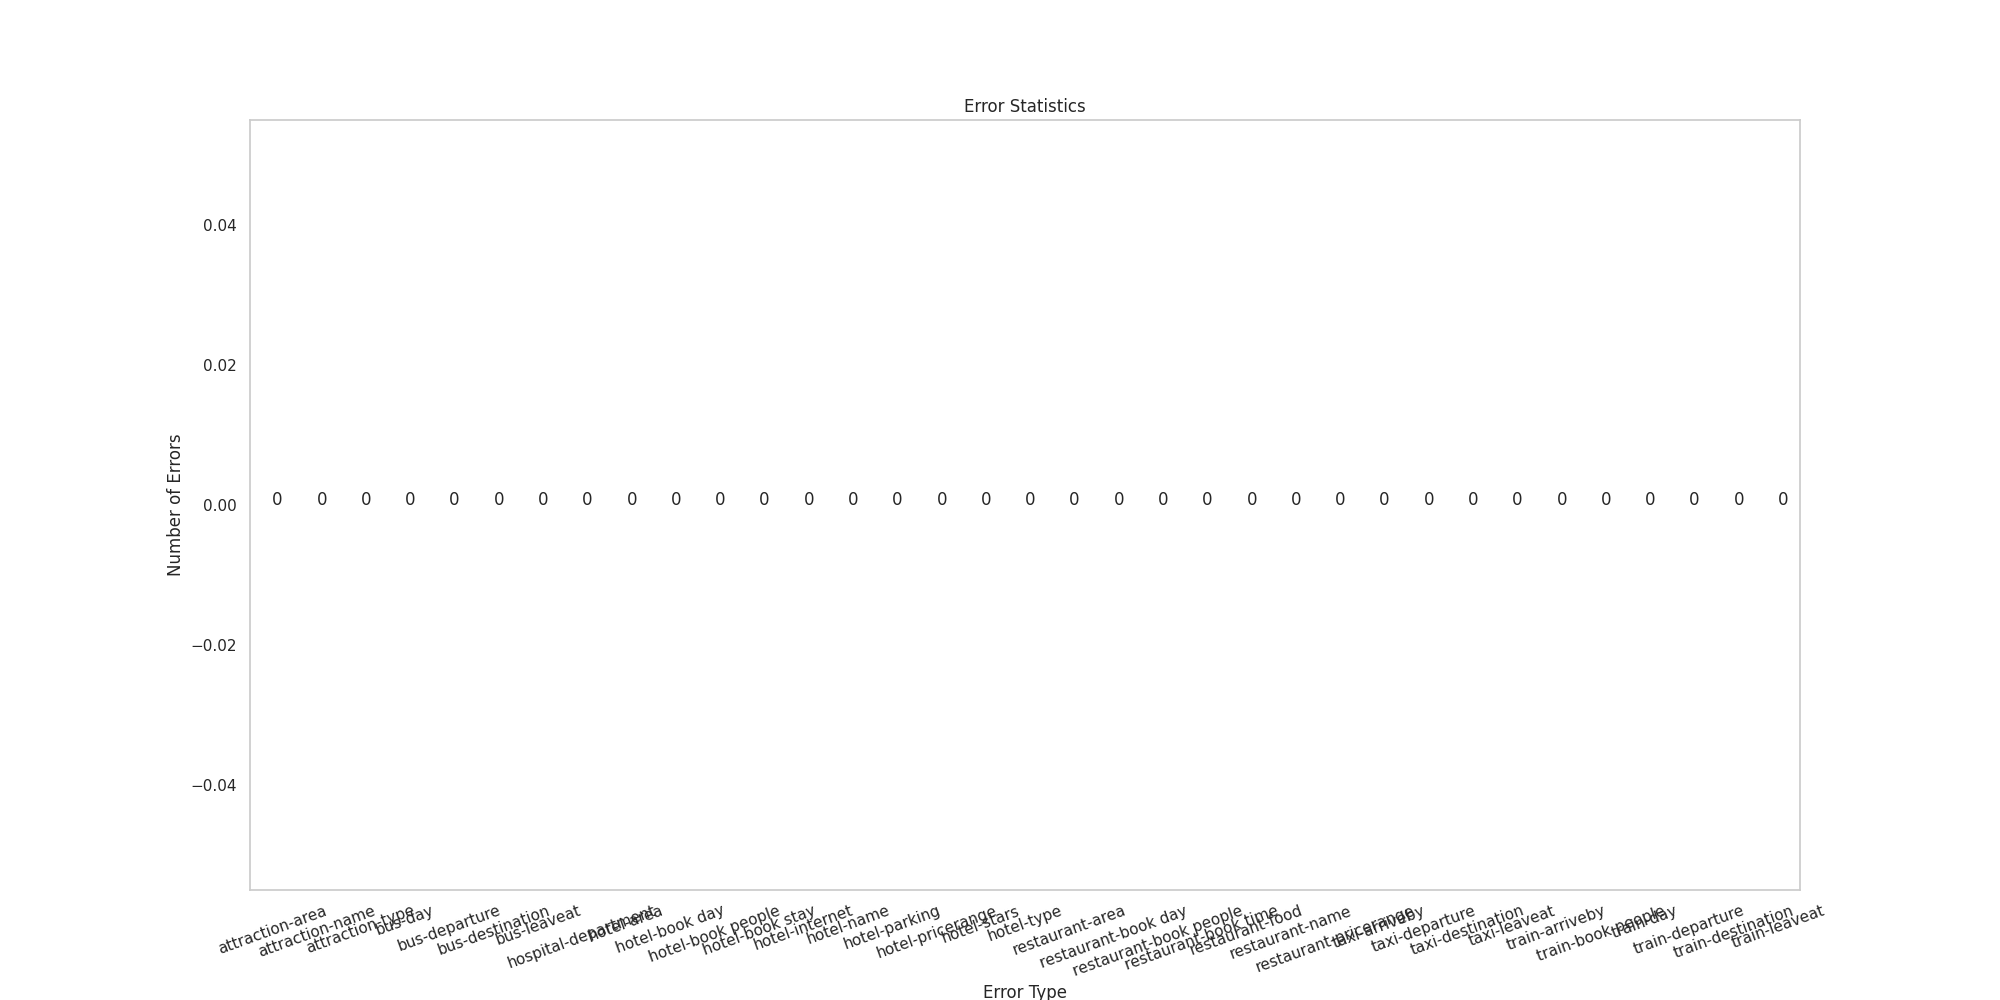 Error Statistics
Number of Errors
0.04
0.02
0.00
−0.02
−0.04
0 0 0 0 0 0 0 0 0 0 0 0 0 0 0 0 0 0 0 0 0 0 0 0 0 0 0 0 0 0 0 0 0 0 0
attraction-area
attraction-name
attraction-type
bus-day
bus-departure
bus-destination
bus-leaveat
hospital-department
hotel-area
hotel-book day
hotel-book people
hotel-book stay
hotel-internet
hotel-name
hotel-parking
hotel-pricerange
hotel-stars
hotel-type
restaurant-area
restaurant-book day
restaurant-book people
restaurant-book time
restaurant-food
restaurant-name
restaurant-pricerange
taxi-arriveby
taxi-departure
taxi-destination
taxi-leaveat
train-arriveby
train-book-people
train-day
train-departure
train-destination
train-leaveat
Error Type